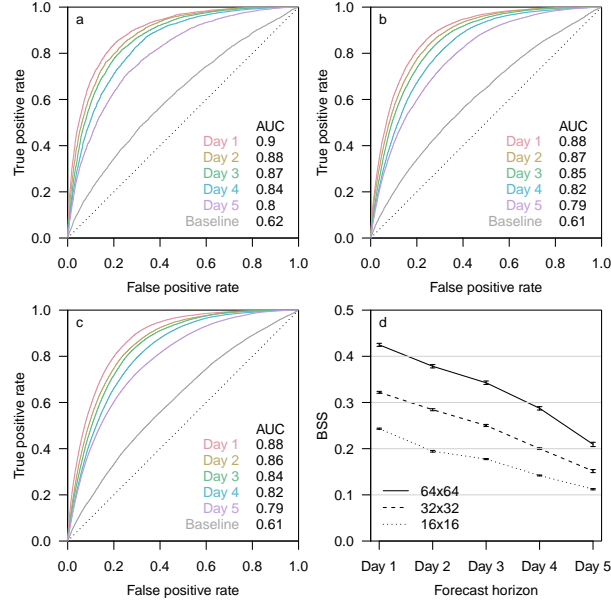 a
True positive rate
1.0
0.8
0.6
0.4
0.2
0.0
AUC
Day 1 0.9
Day 2 0.88
Day 3 0.87
Day 4 0.84
Day 5 0.8
Baseline 0.62
0.0 0.2 0.4 0.6 0.8 1.0
False positive rate
b
True positive rate
1.0
0.8
0.6
0.4
0.2
0.0
AUC
Day 1 0.88
Day 2 0.87
Day 3 0.85
Day 4 0.82
Day 5 0.79
Baseline 0.61
0.0 0.2 0.4 0.6 0.8 1.0
False positive rate
c
True positive rate
1.0
0.8
0.6
0.4
0.2
0.0
AUC
Day 1 0.88
Day 2 0.86
Day 3 0.84
Day 4 0.82
Day 5 0.79
Baseline 0.61
0.0 0.2 0.4 0.6 0.8 1.0
False positive rate
d
BSS
0.5
0.4
0.3
0.2
0.1
0.0
64x64
32x32
16x16
Day 1 Day 2 Day 3 Day 4 Day 5
Forecast horizon